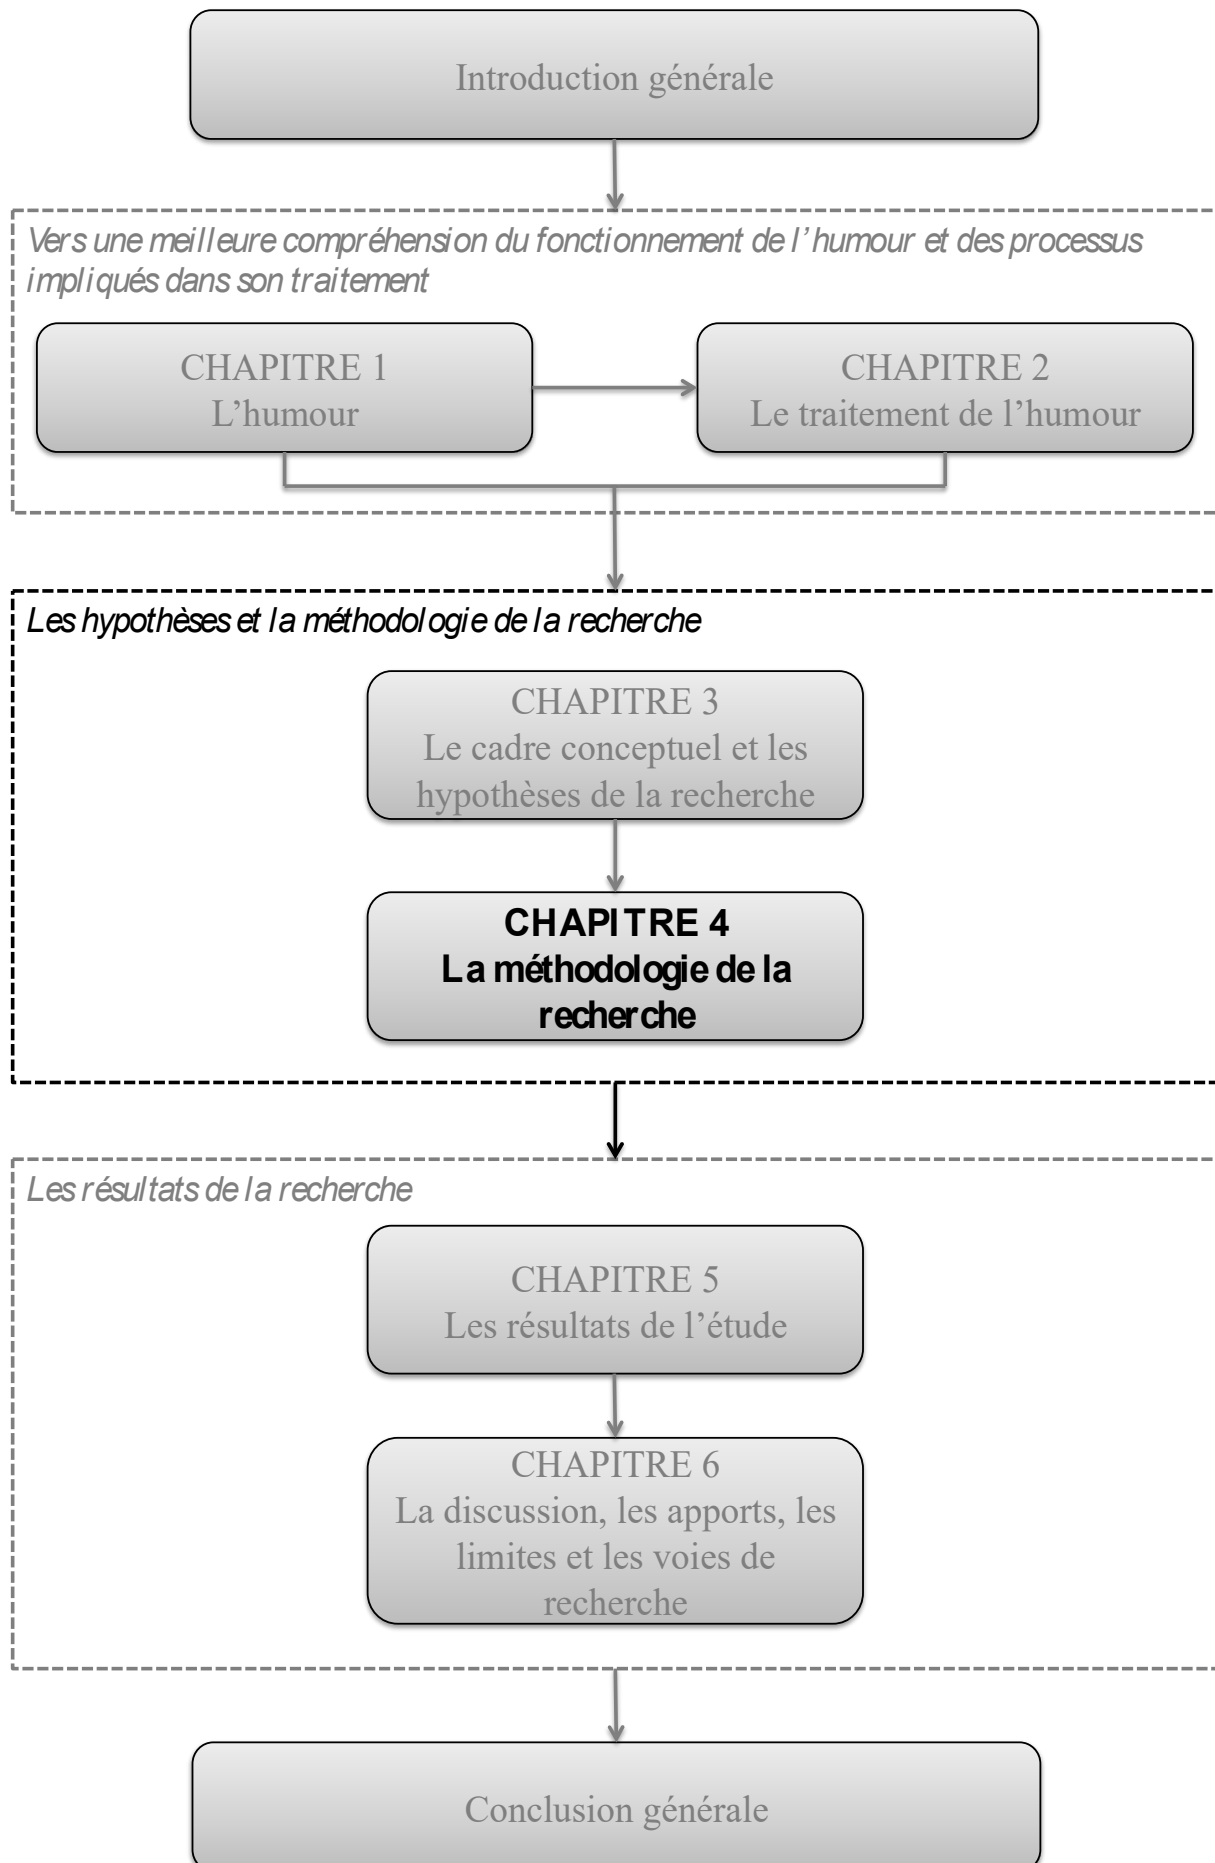 Introduction générale
Vers une meilleure compréhension du fonctionnement de l’humour et des processus
impliqués dans son traitement
CHAPITRE 1
L’humour
CHAPITRE 2
Le traitement de l’humour
Les hypothèses et la méthodologie de la recherche
CHAPITRE 3
Le cadre conceptuel et les
hypothèses de la recherche
CHAPITRE 4
La méthodologie de la
recherche
Les résultats de la recherche
CHAPITRE 5
Les résultats de l’étude
CHAPITRE 6
La discussion, les apports, les
limites et les voies de
recherche
Conclusion générale